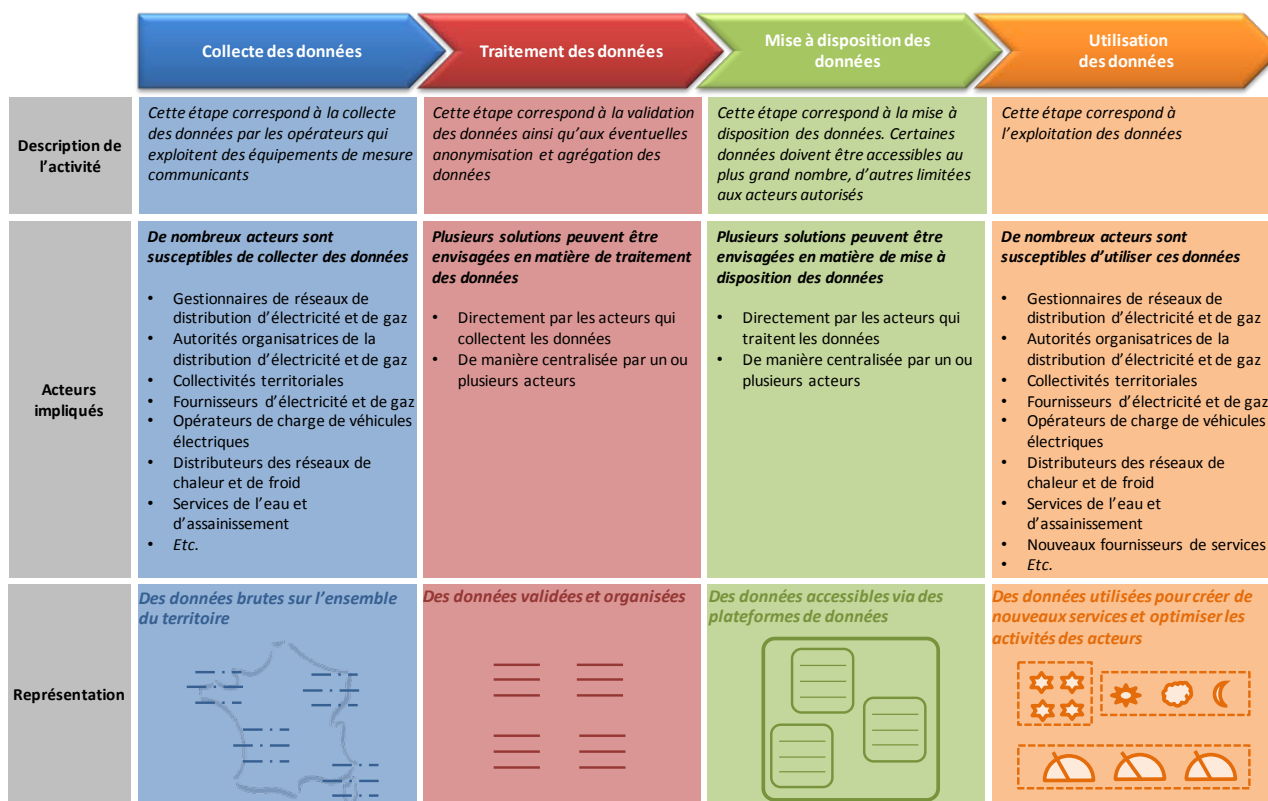 Collecte des données
Traitement des données
Mise à disposition des
données
Utilisation
des données
Description de
l'activité
Cette étape correspond à la collecte
des données par les opérateurs qui
exploitent des équipements de mesure
communicants
Cette étape correspond à la validation
des données ainsi qu'aux éventuelles
anonymisation et agrégation des
données
Cette étape correspond à la mise à
disposition des données. Certaines
données doivent être accessibles au
plus grand nombre, d'autres limitées
aux acteurs autorisés
Cette étape correspond à
l'exploitation des données
Acteurs
impliqués
De nombreux acteurs sont
susceptibles de collecter des données
• Gestionnaires de réseaux de
distribution d'électricité et de gaz
• Autorités organisatrices de la
distribution d'électricité et de gaz
• Collectivités territoriales
• Fournisseurs d'électricité et de gaz
• Opérateurs de charge de véhicules
électriques
• Distributeurs des réseaux de
chaleur et de froid
• Services de l'eau et
d'assainissement
• Etc.
Plusieurs solutions peuvent être
envisagées en matière de traitement
des données
• Directement par les acteurs qui
collectent les données
• De manière centralisée par un ou
plusieurs acteurs
Plusieurs solutions peuvent être
envisagées en matière de mise à
disposition des données
• Directement par les acteurs qui
traitent les données
• De manière centralisée par un ou
plusieurs acteurs
De nombreux acteurs sont
susceptibles d'utiliser ces données
• Gestionnaires de réseaux de
distribution d'électricité et de gaz
• Autorités organisatrices de la
distribution d'électricité et de gaz
• Collectivités territoriales
• Fournisseurs d'électricité et de gaz
• Opérateurs de charge de véhicules
électriques
• Distributeurs des réseaux de
chaleur et de froid
• Services de l'eau et
d'assainissement
• Nouveaux fournisseurs de services
• Etc.
Représentation
Des données brutes sur l'ensemble
du territoire
Des données validées et organisées
Des données accessibles via des
plateformes de données
Des données utilisées pour créer de
nouveaux services et optimiser les
activités des acteurs